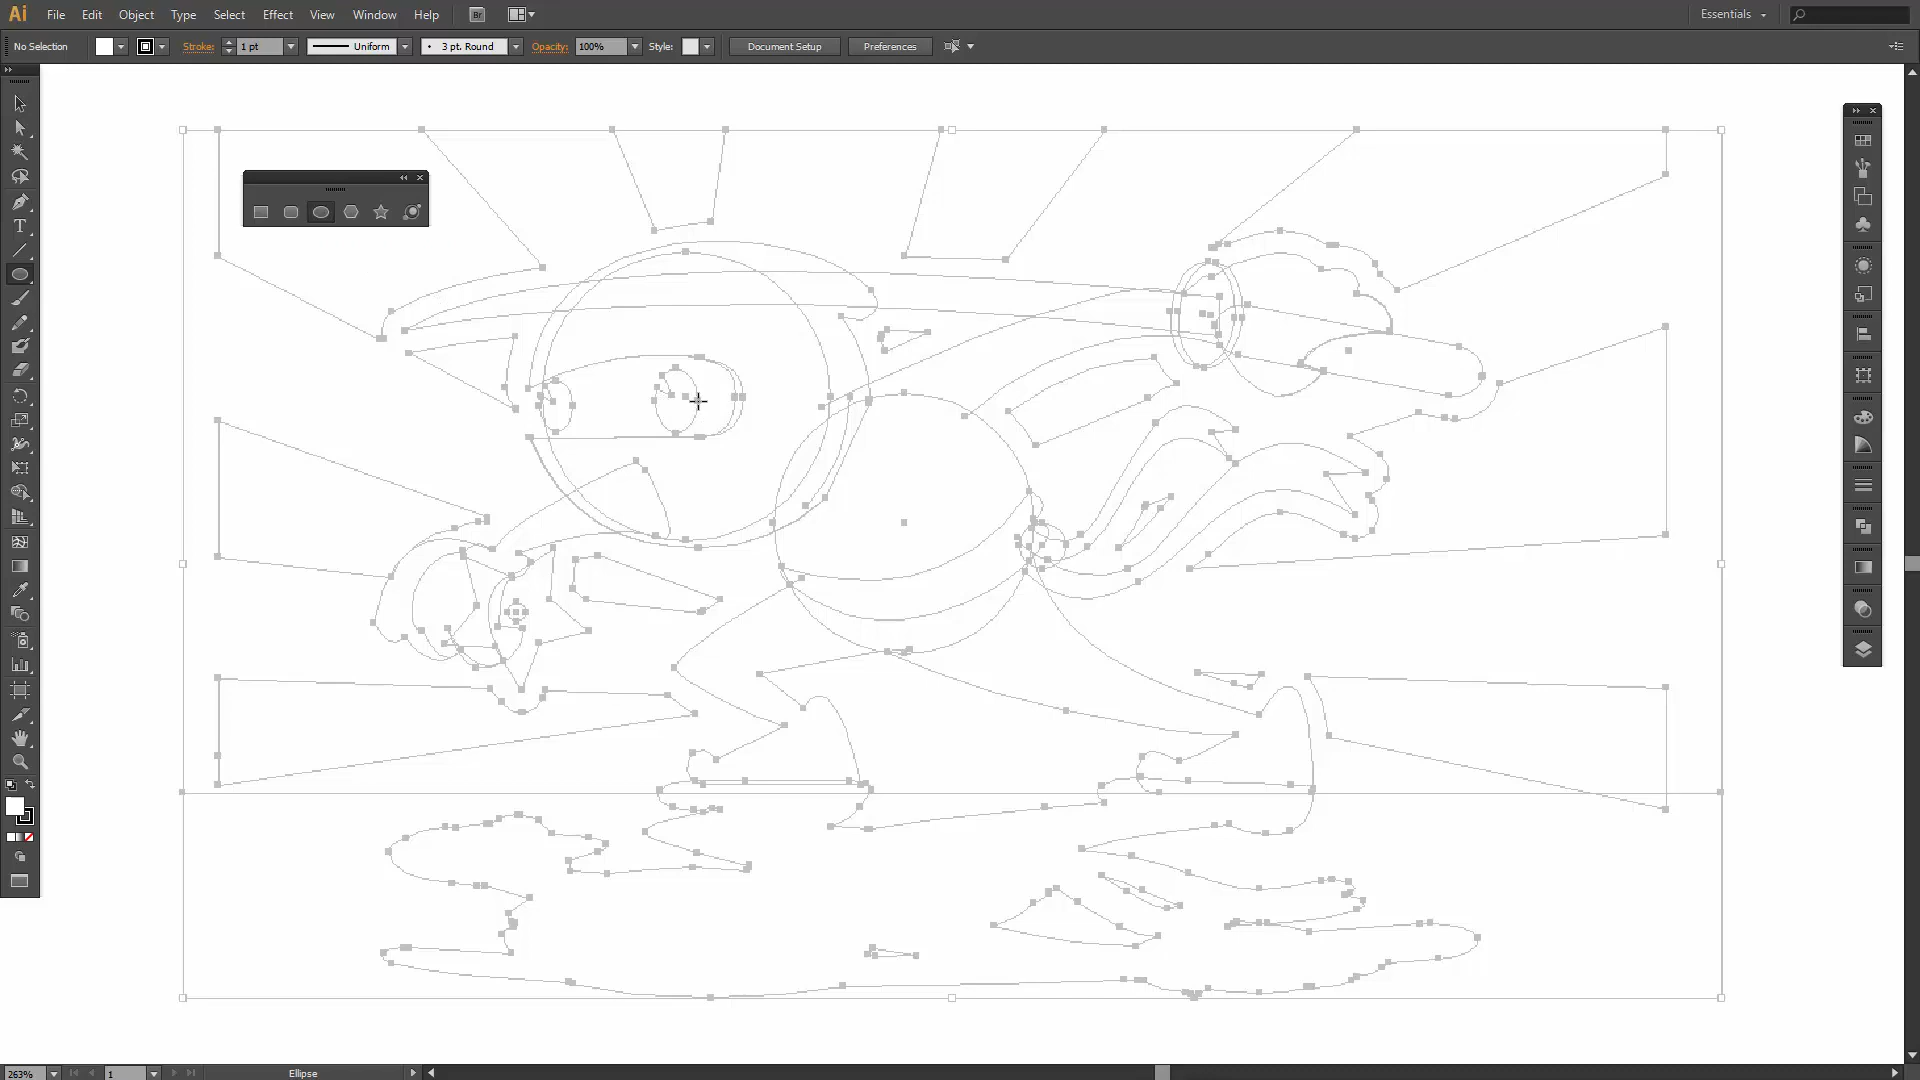 Ai File Edit Object Type Select Effect View Window Help Br Essentials
No Selection Stroke: 1 pt Uniform 3 pt. Round Opacity: 100% Style: Document Setup Preferences
T
263% 1 Ellipse